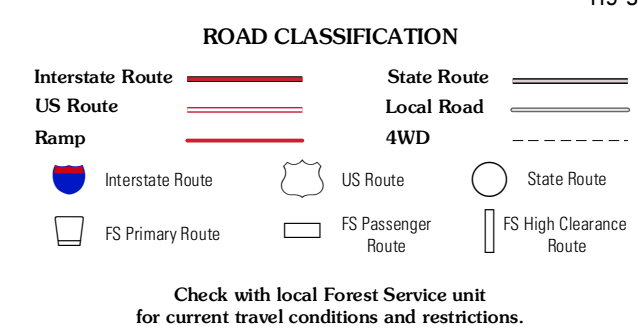 ROAD CLASSIFICATION
Interstate Route
State Route
US Route
Local Road
Ramp
4WD
Interstate Route
US Route
State Route
FS Primary Route
FS Passenger
Route
FS High Clearance
Route
Check with local Forest Service unit
for current travel conditions and restrictions.